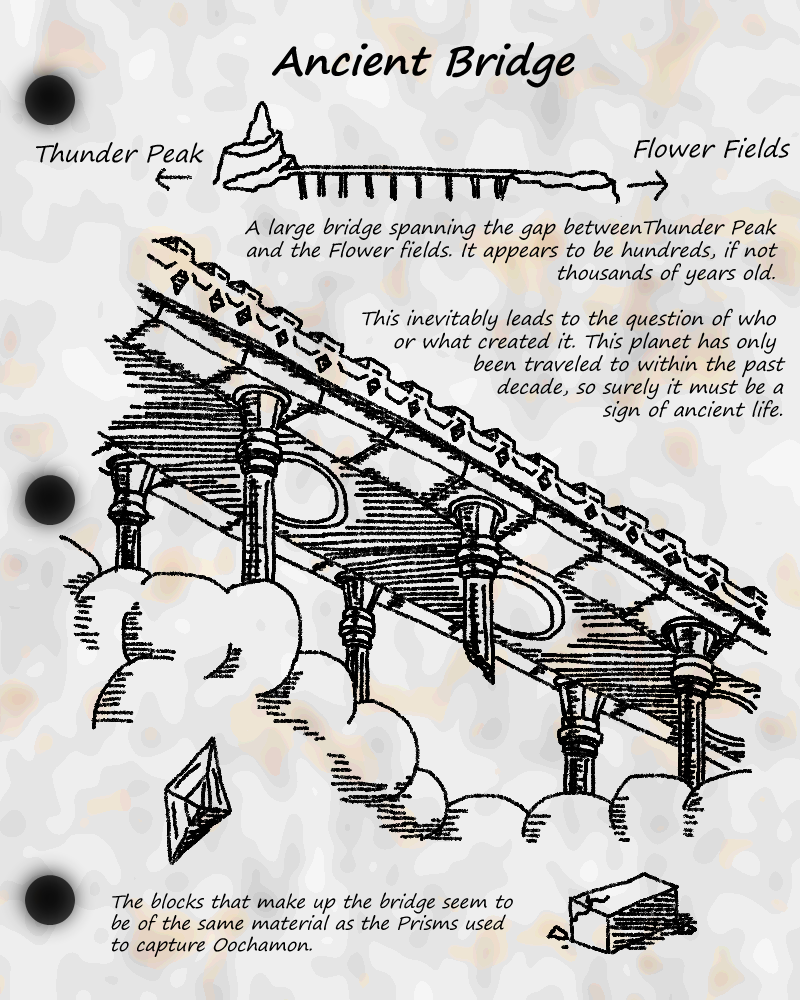 Ancient Bridge
Thunder Peak
Flower Fields
A large bridge spanning the gap betweenThunder Peak
and the Flower fields. It appears to be hundreds, if not
thousands of years old.
This inevitably leads to the question of who
or what created it. This planet has only
been traveled to within the past
decade, so surely it must be a
sign of ancient life.
The blocks that make up the bridge seem to
be of the same material as the Prisms used
to capture Oochamon.